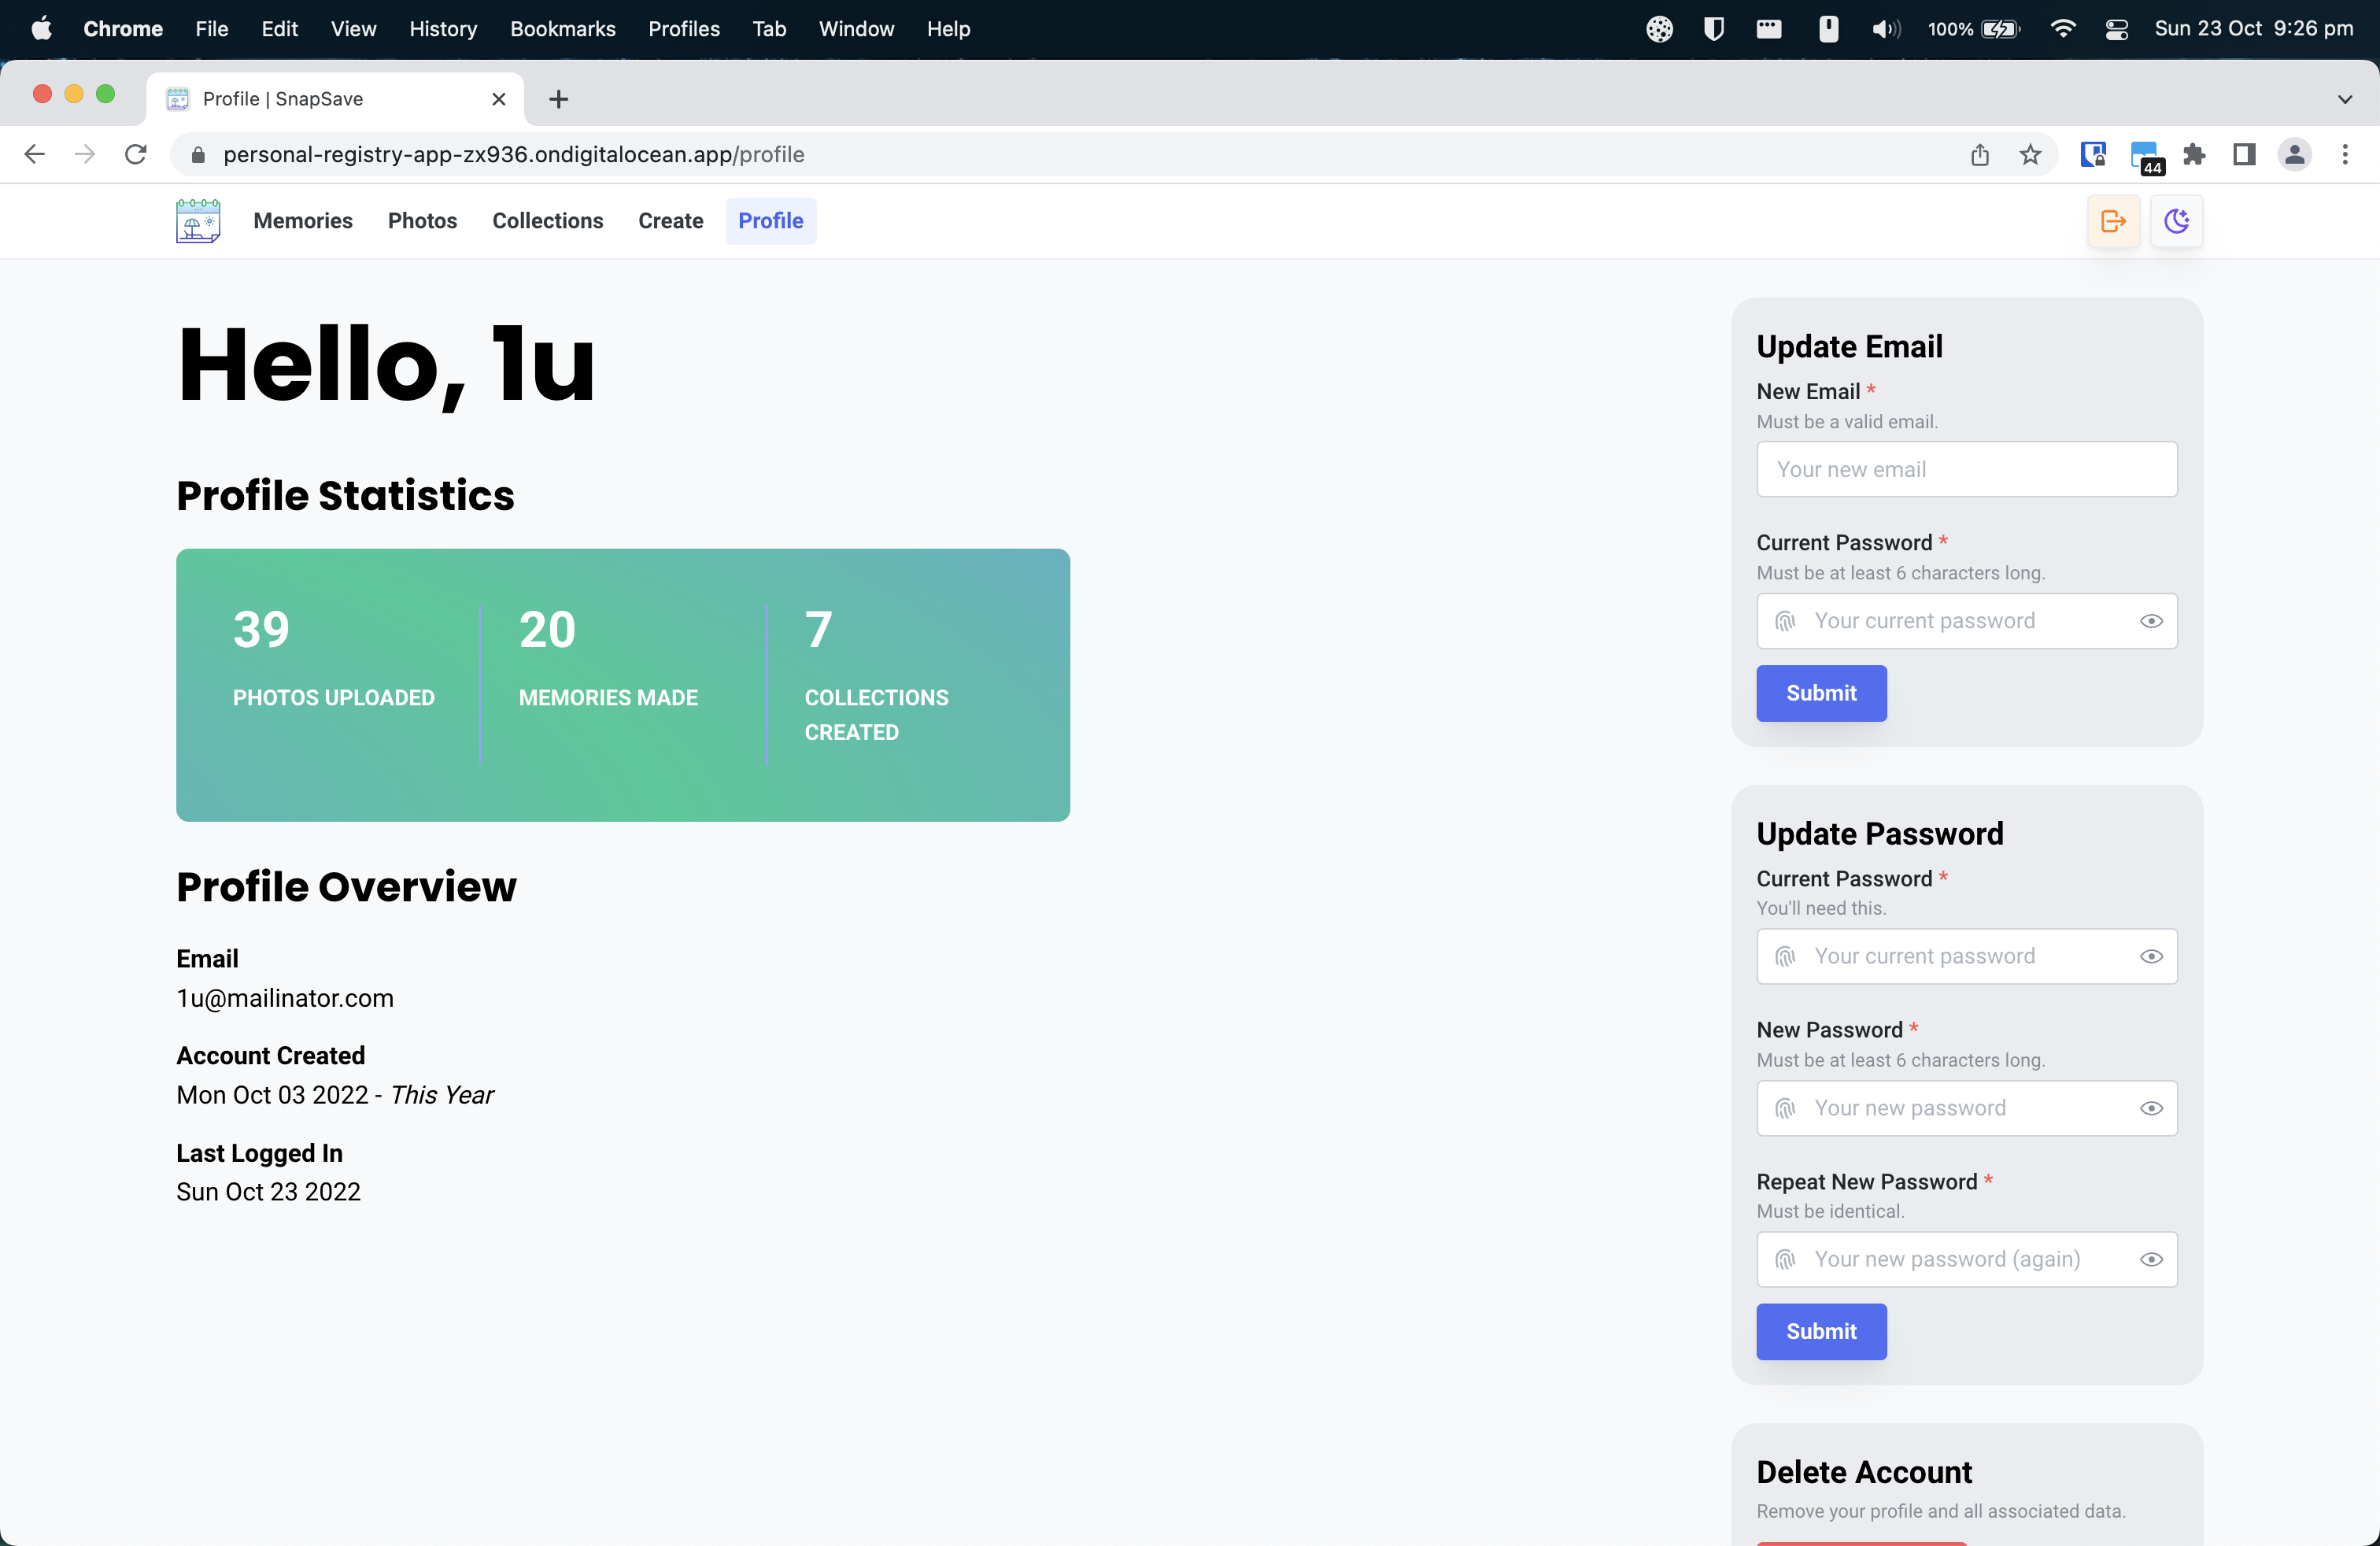 Chrome File Edit View History Bookmarks Profiles Tab Window Help 100% Sun 23 Oct 9:26 pm
Profile | SnapSave
personal-registry-app-zx936.ondigitalocean.app/profile
44
Memories Photos Collections Create Profile
Hello, 1u
Profile Statistics
39
PHOTOS UPLOADED
20
MEMORIES MADE
7
COLLECTIONS
CREATED
Profile Overview
Email
1u@mailinator.com
Account Created
Mon Oct 03 2022 - This Year
Last Logged In
Sun Oct 23 2022
Update Email
New Email *
Must be a valid email.
Your new email
Current Password *
Must be at least 6 characters long.
Your current password
Submit
Update Password
Current Password *
You'll need this.
Your current password
New Password *
Must be at least 6 characters long.
Your new password
Repeat New Password *
Must be identical.
Your new password (again)
Submit
Delete Account
Remove your profile and all associated data.